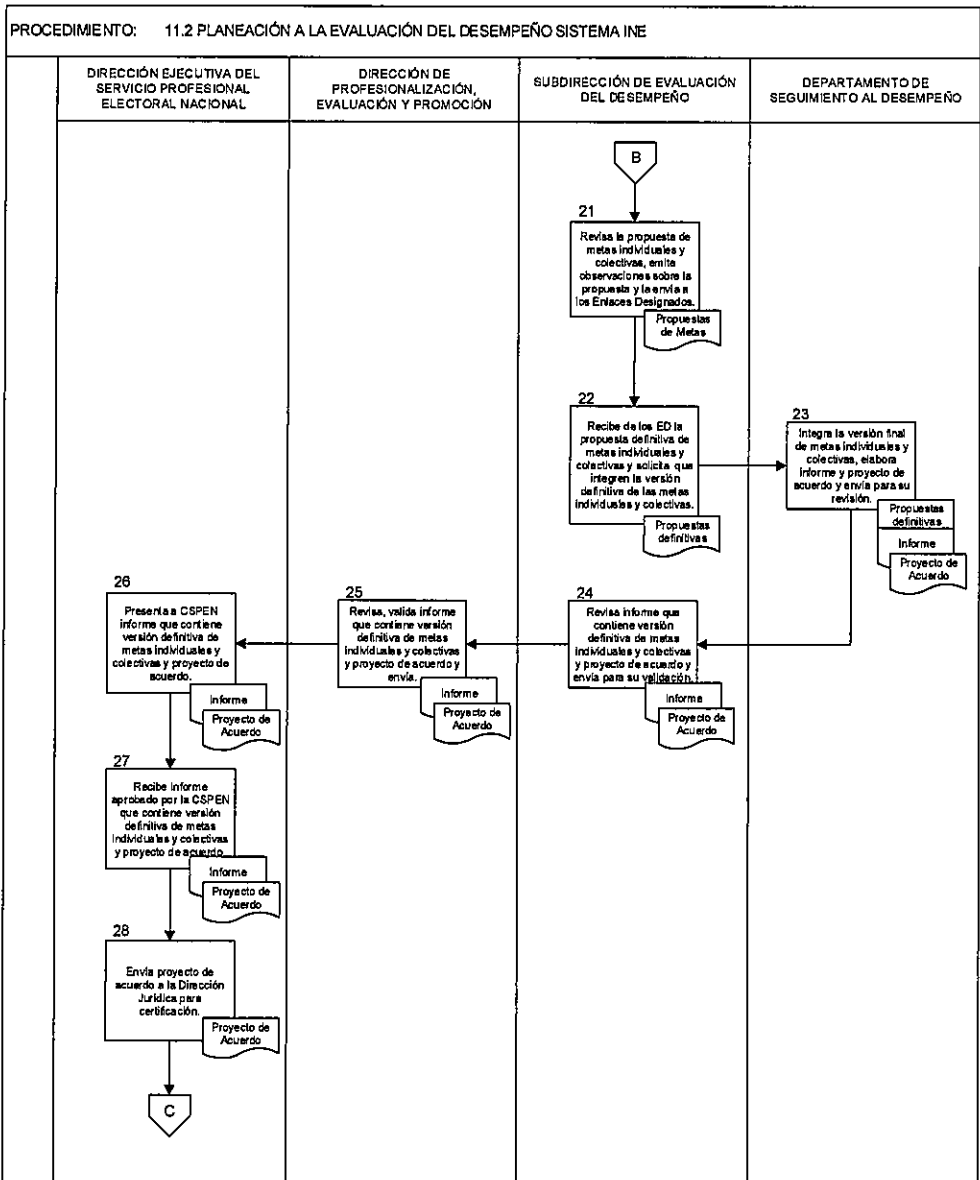 PROCEDIMIENTO: 11.2 PLANEACIÓN A LA EVALUACIÓN DEL DESEMPEÑO SISTEMA INE
DIRECCIÓN EJECUTIVA DEL
SERVICIO PROFESIONAL
ELECTORAL NACIONAL
DIRECCIÓN DE
PROFESIONALIZACIÓN,
EVALUACIÓN Y PROMOCIÓN
SUBDIRECCIÓN DE EVALUACIÓN
DEL DESEMPEÑO
DEPARTAMENTO DE
SEGUIMIENTO AL DESEMPEÑO
B
21
Revisa la propuesta de
metas individuales y
colectivas, emite
observaciones sobre la
propuesta y la envía a
los Enlaces Designados.
Propuestas
de Metas
22
Recibe de los ED la
propuesta definitiva de
metas individuales y
colectivas y solicita que
integren la versión
definitiva de las metas
individuales y colectivas.
Propuestas
definitivas
23
Integra la versión final
de metas individuales y
colectivas, elabora
informe y proyecto de
acuerdo y envía para su
revisión.
Propuestas
definitivas
Informe
Proyecto de
Acuerdo
24
Revisa informe que
contiene versión
definitiva de metas
individuales y colectivas
y proyecto de acuerdo y
envía para su validación.
Informe
Proyecto de
Acuerdo
25
Revisa, valida informe
que contiene versión
definitiva de metas
individuales y colectivas
y proyecto de acuerdo y
envía.
Informe
Proyecto de
Acuerdo
26
Presenta a CSPEN
informe que contiene
versión definitiva de
metas individuales y
colectivas y proyecto de
acuerdo.
Informe
Proyecto de
Acuerdo
27
Recibe informe
aprobado por la CSPEN
que contiene versión
definitiva de metas
individuales y colectivas
y proyecto de acuerdo
Informe
Proyecto de
Acuerdo
28
Envía proyecto de
acuerdo a la Dirección
Jurídica para
certificación.
Proyecto de
Acuerdo
C